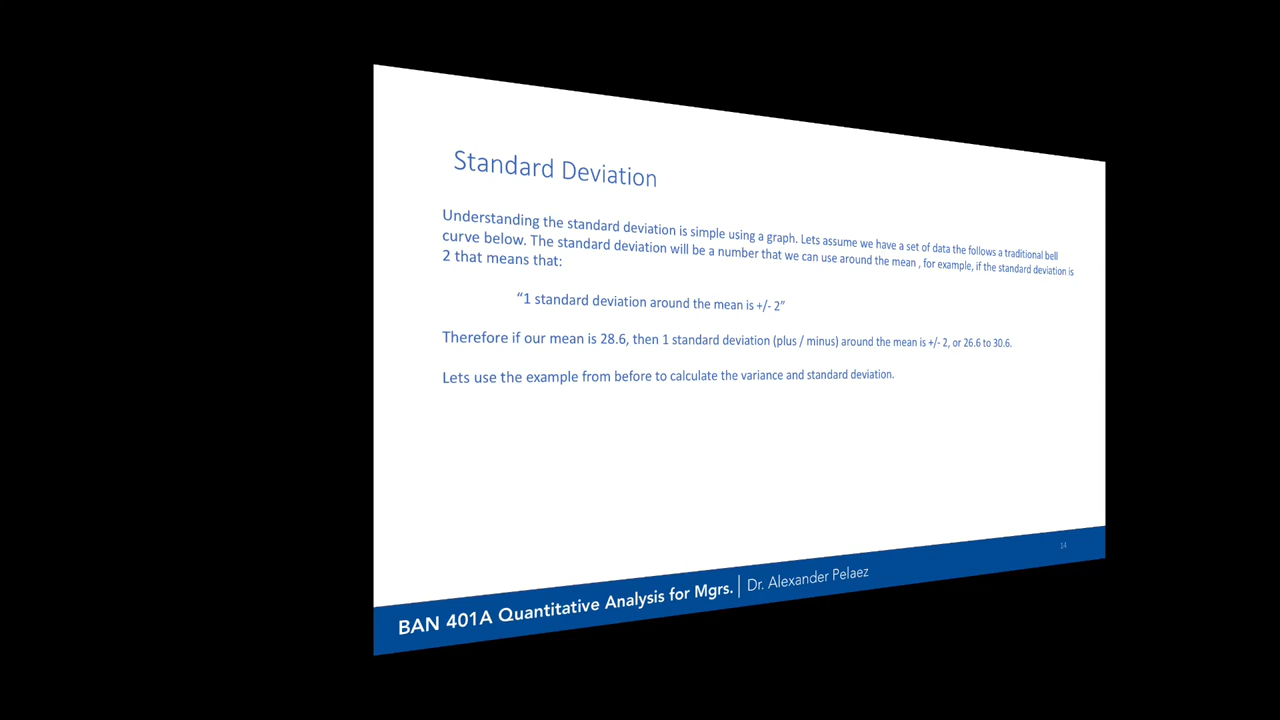 Standard Deviation
Understanding the standard deviation is simple using a graph. Lets assume we have a set of data the follows a traditional bell
curve below. The standard deviation will be a number that we can use around the mean , for example, if the standard deviation is
2 that means that:
“1 standard deviation around the mean is +/- 2”
Therefore if our mean is 28.6, then 1 standard deviation (plus / minus) around the mean is +/- 2, or 26.6 to 30.6.
Lets use the example from before to calculate the variance and standard deviation.
14
BAN 401A Quantitative Analysis for Mgrs. | Dr. Alexander Pelaez